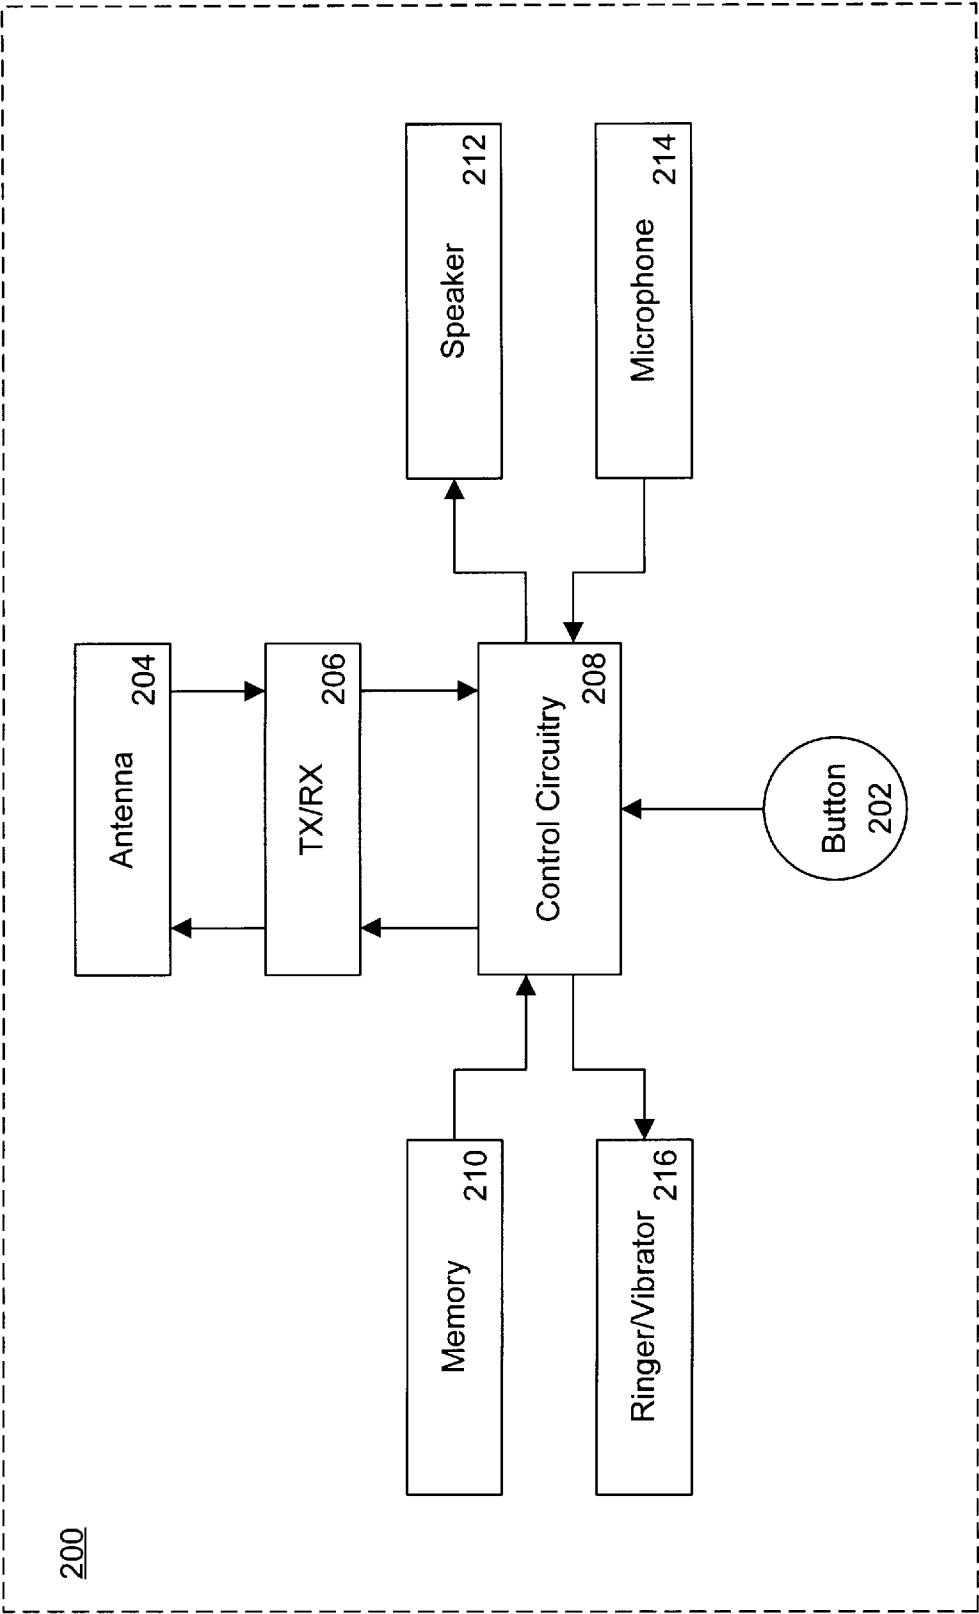 200
Antenna
204
TX/RX
206
Memory
210
Control Circuitry
208
Speaker
212
Ringer/Vibrator
216
Microphone
214
Button
202